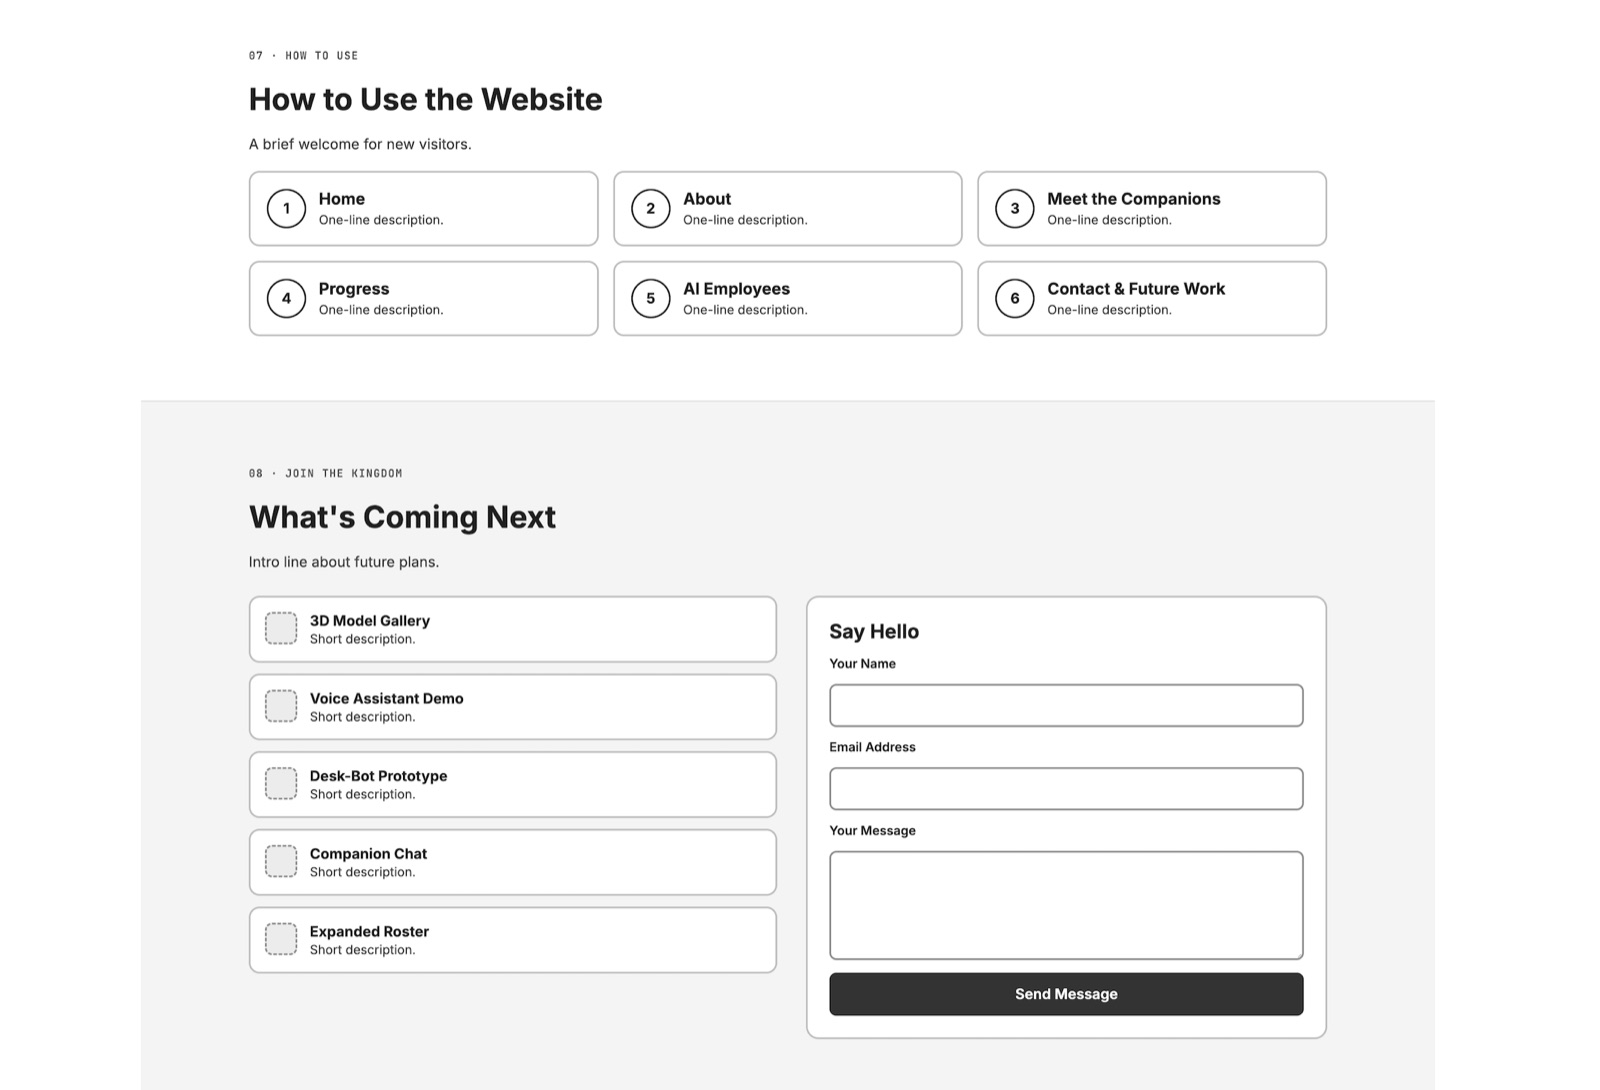 07 · HOW TO USE
How to Use the Website
A brief welcome for new visitors.
1
Home
One-line description.
2
About
One-line description.
3
Meet the Companions
One-line description.
4
Progress
One-line description.
5
AI Employees
One-line description.
6
Contact & Future Work
One-line description.
08 · JOIN THE KINGDOM
What's Coming Next
Intro line about future plans.
3D Model Gallery
Short description.
Voice Assistant Demo
Short description.
Desk-Bot Prototype
Short description.
Companion Chat
Short description.
Expanded Roster
Short description.
Say Hello
Your Name
Email Address
Your Message
Send Message